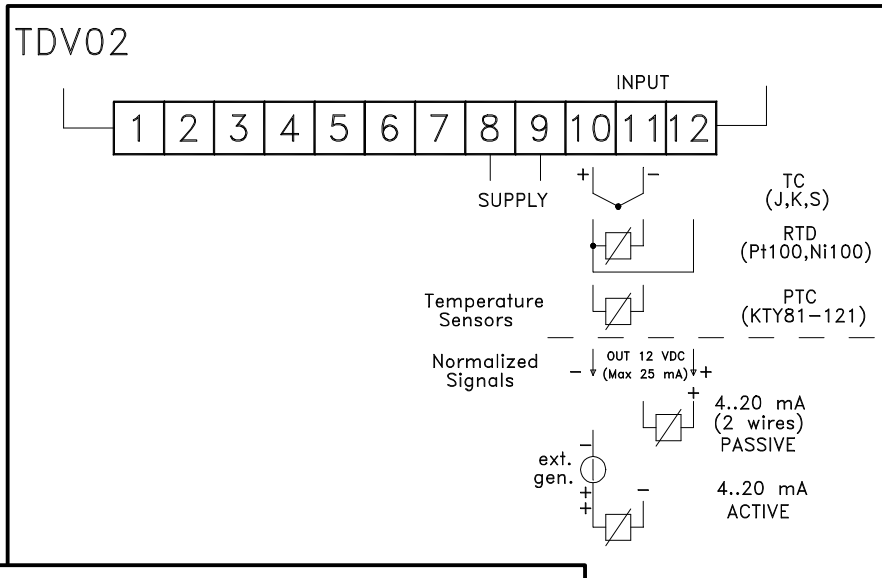 TDV02
INPUT
1 2 3 4 5 6 7 8 9 10 11 12
+ −
SUPPLY
TC
(J,K,S)
RTD
(Pt100,Ni100)
Temperature
Sensors
PTC
(KTY81−121)
Normalized
Signals
− OUT 12 VDC +
(Max 25 mA)
+
4..20 mA
(2 wires)
PASSIVE
−
ext.
gen.
+
+
−
4..20 mA
ACTIVE